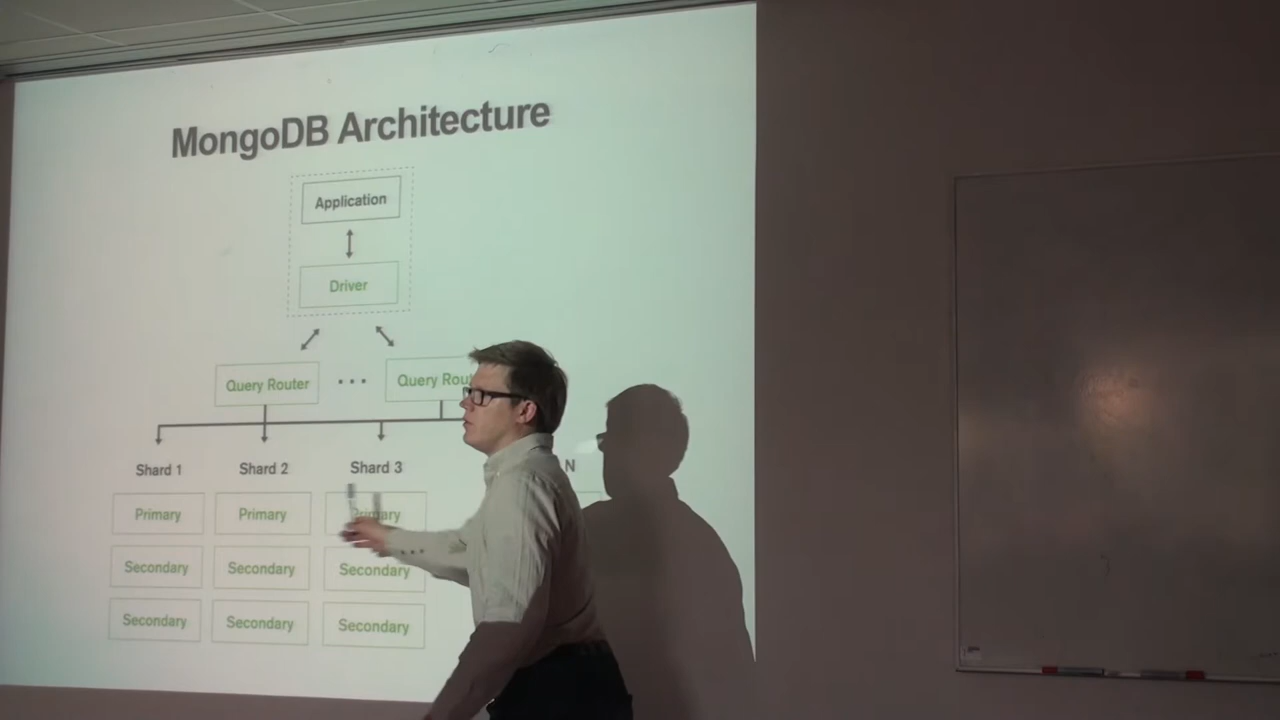 MongoDB Architecture
Application
Driver
Query Router ... Query Rou
Shard 1 Shard 2 Shard 3 N
Primary Primary Primary
Secondary Secondary Secondary
Secondary Secondary Secondary